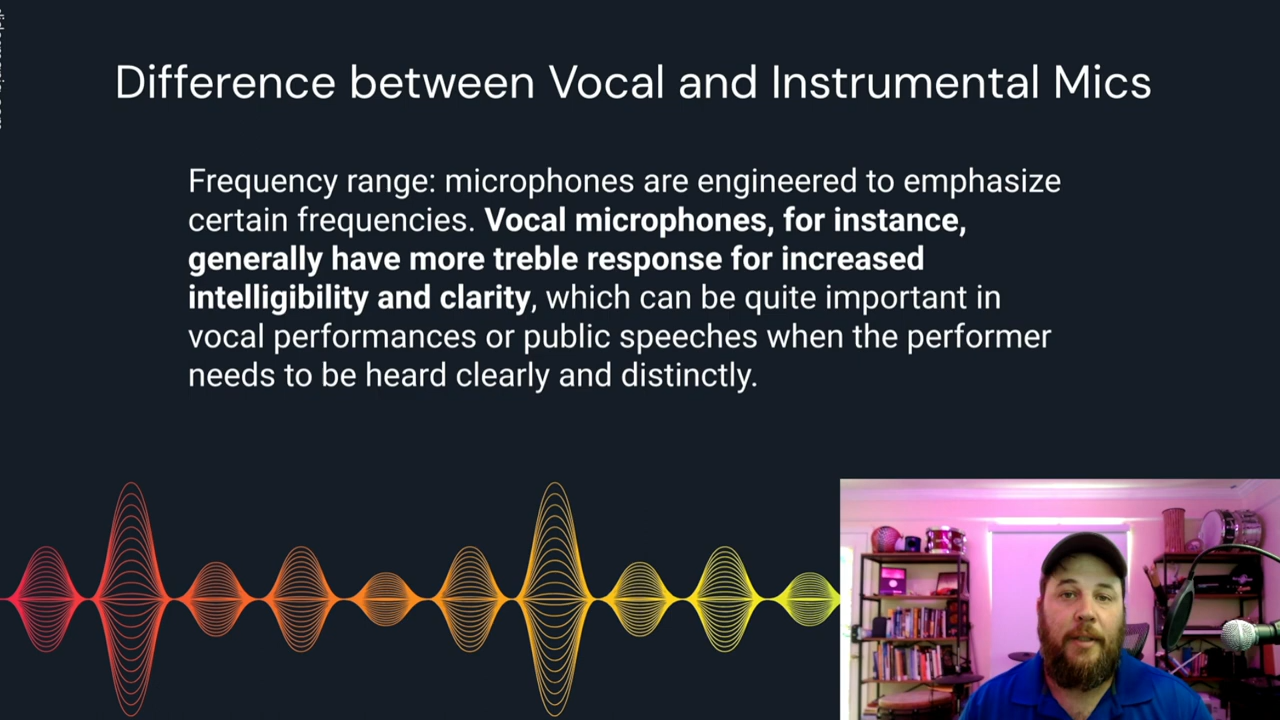 Difference between Vocal and Instrumental Mics
Frequency range: microphones are engineered to emphasize
certain frequencies. Vocal microphones, for instance,
generally have more treble response for increased
intelligibility and clarity, which can be quite important in
vocal performances or public speeches when the performer
needs to be heard clearly and distinctly.